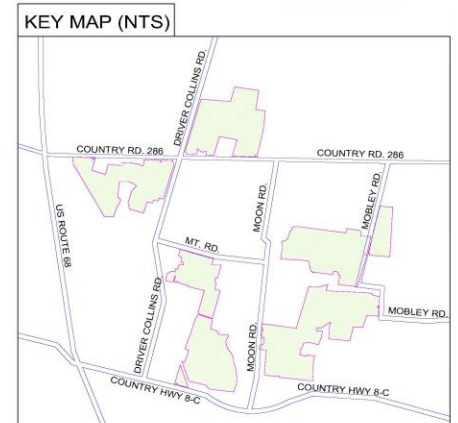 KEY MAP (NTS)
DRIVER COLLINS RD.
COUNTRY RD. 286
COUNTRY RD. 286
MOON RD.
MOBLEY RD.
US ROUTE 68
MT. RD.
DRIVER COLLINS RD
MOON RD.
MOBLEY RD.
COUNTRY HWY 8-C
COUNTRY HWY 8-C